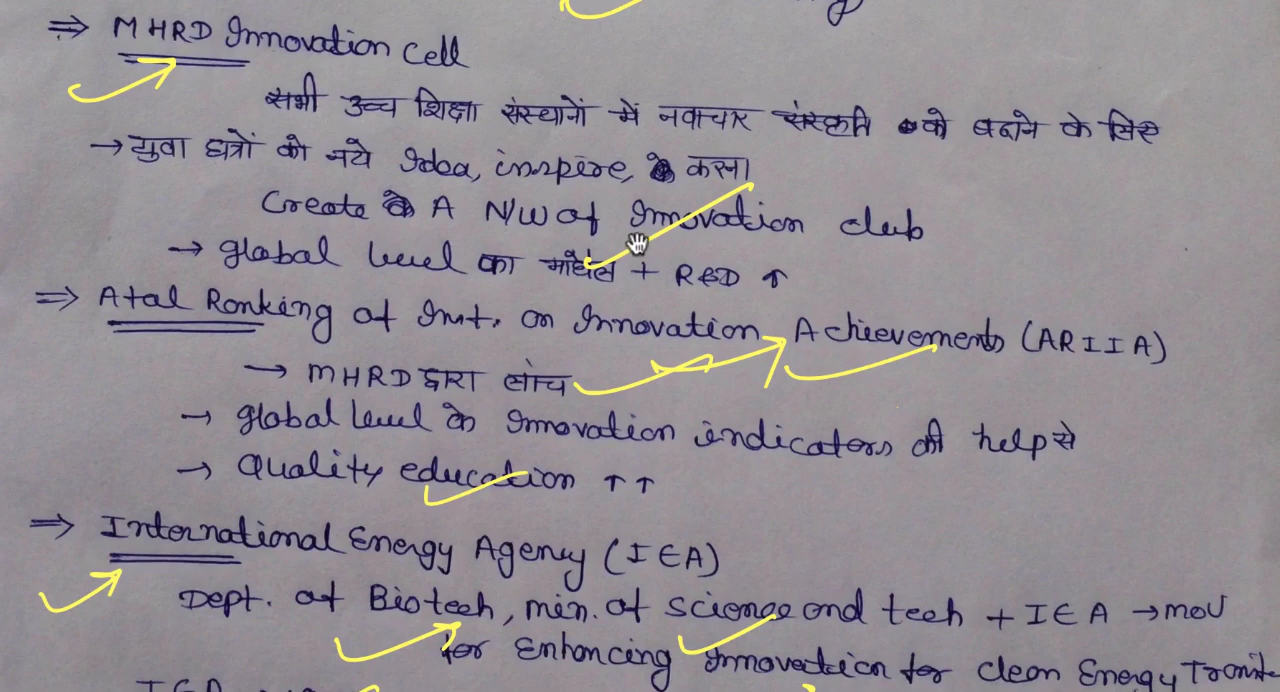 ⇒ MHRD Innovation Cell
सभी उच्च शिक्षा संस्थानों में नवाचार संस्कृति को बढाने के लिए
→ युवा छात्रों को नये Idea, inspire, करना
Create A N/W of Innovation club
→ global level का मॉडल + R&D ↑
⇒ Atal Ranking of Inst. on Innovation Achievements (ARIIA)
→ MHRD द्वारा लांच
→ global level के Innovation indicators की help से
→ Quality education ↑↑
⇒ International Energy Agency (IEA)
Dept. of Biotech, min. of science and tech + IEA → MOU
for Enhancing Innovation for clean Energy Transit